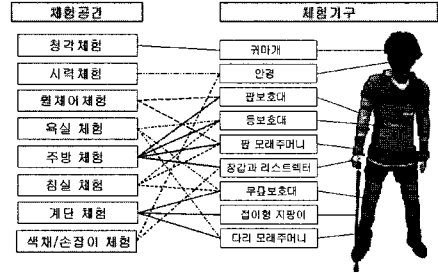 체험공간
체험기구
청각 체험
귀마개
시력 체험
안경
휠체어체험
팔보호대
욕실 체험
등보호대
주방 체험
팔 모래주머니
침실 체험
장갑과 리스트렉터
무릎보호대
계단 체험
접이형 지팡이
색채/손잡이 체험
다리 모래주머니